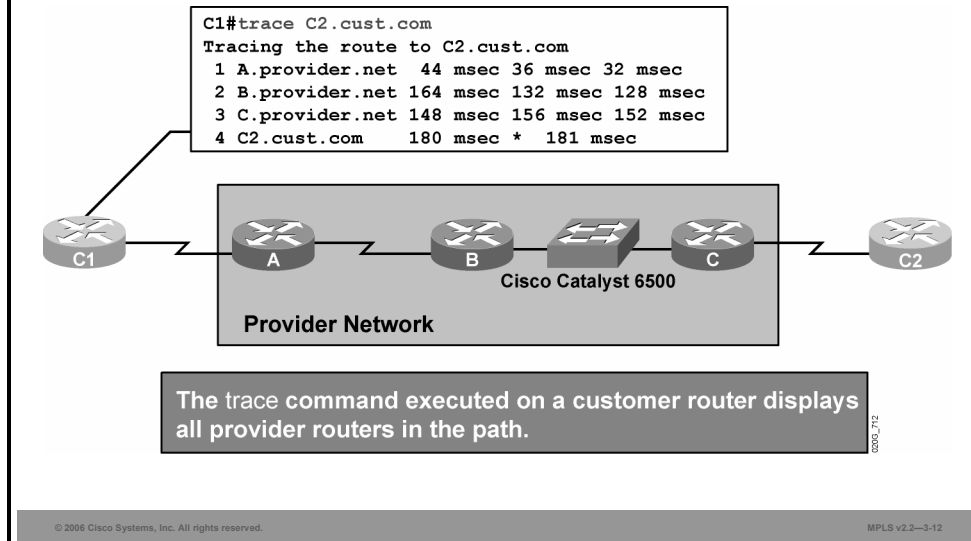 C1#trace C2.cust.com
Tracing the route to C2.cust.com
1 A.provider.net 44 msec 36 msec 32 msec
2 B.provider.net 164 msec 132 msec 128 msec
3 C.provider.net 148 msec 156 msec 152 msec
4 C2.cust.com 180 msec * 181 msec
C1
A
B
C
C2
Cisco Catalyst 6500
Provider Network
The trace command executed on a customer router displays
all provider routers in the path.
020G_712
© 2006 Cisco Systems, Inc. All rights reserved.
MPLS v2.2—3-12